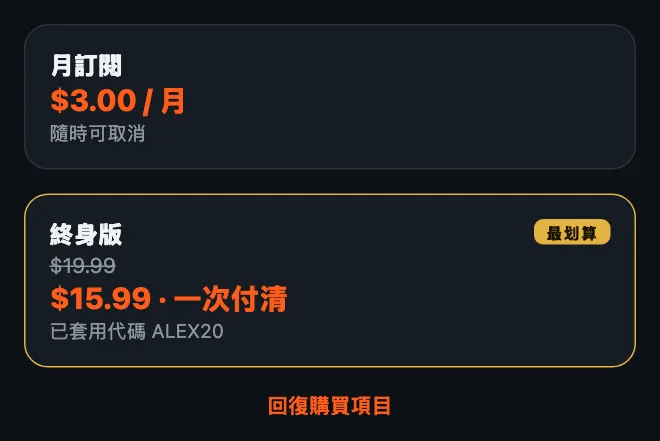 月訂閱
$3.00 / 月
隨時可取消
終身版
最划算
$19.99
$15.99 · 一次付清
已套用代碼 ALEX20
回復購買項目